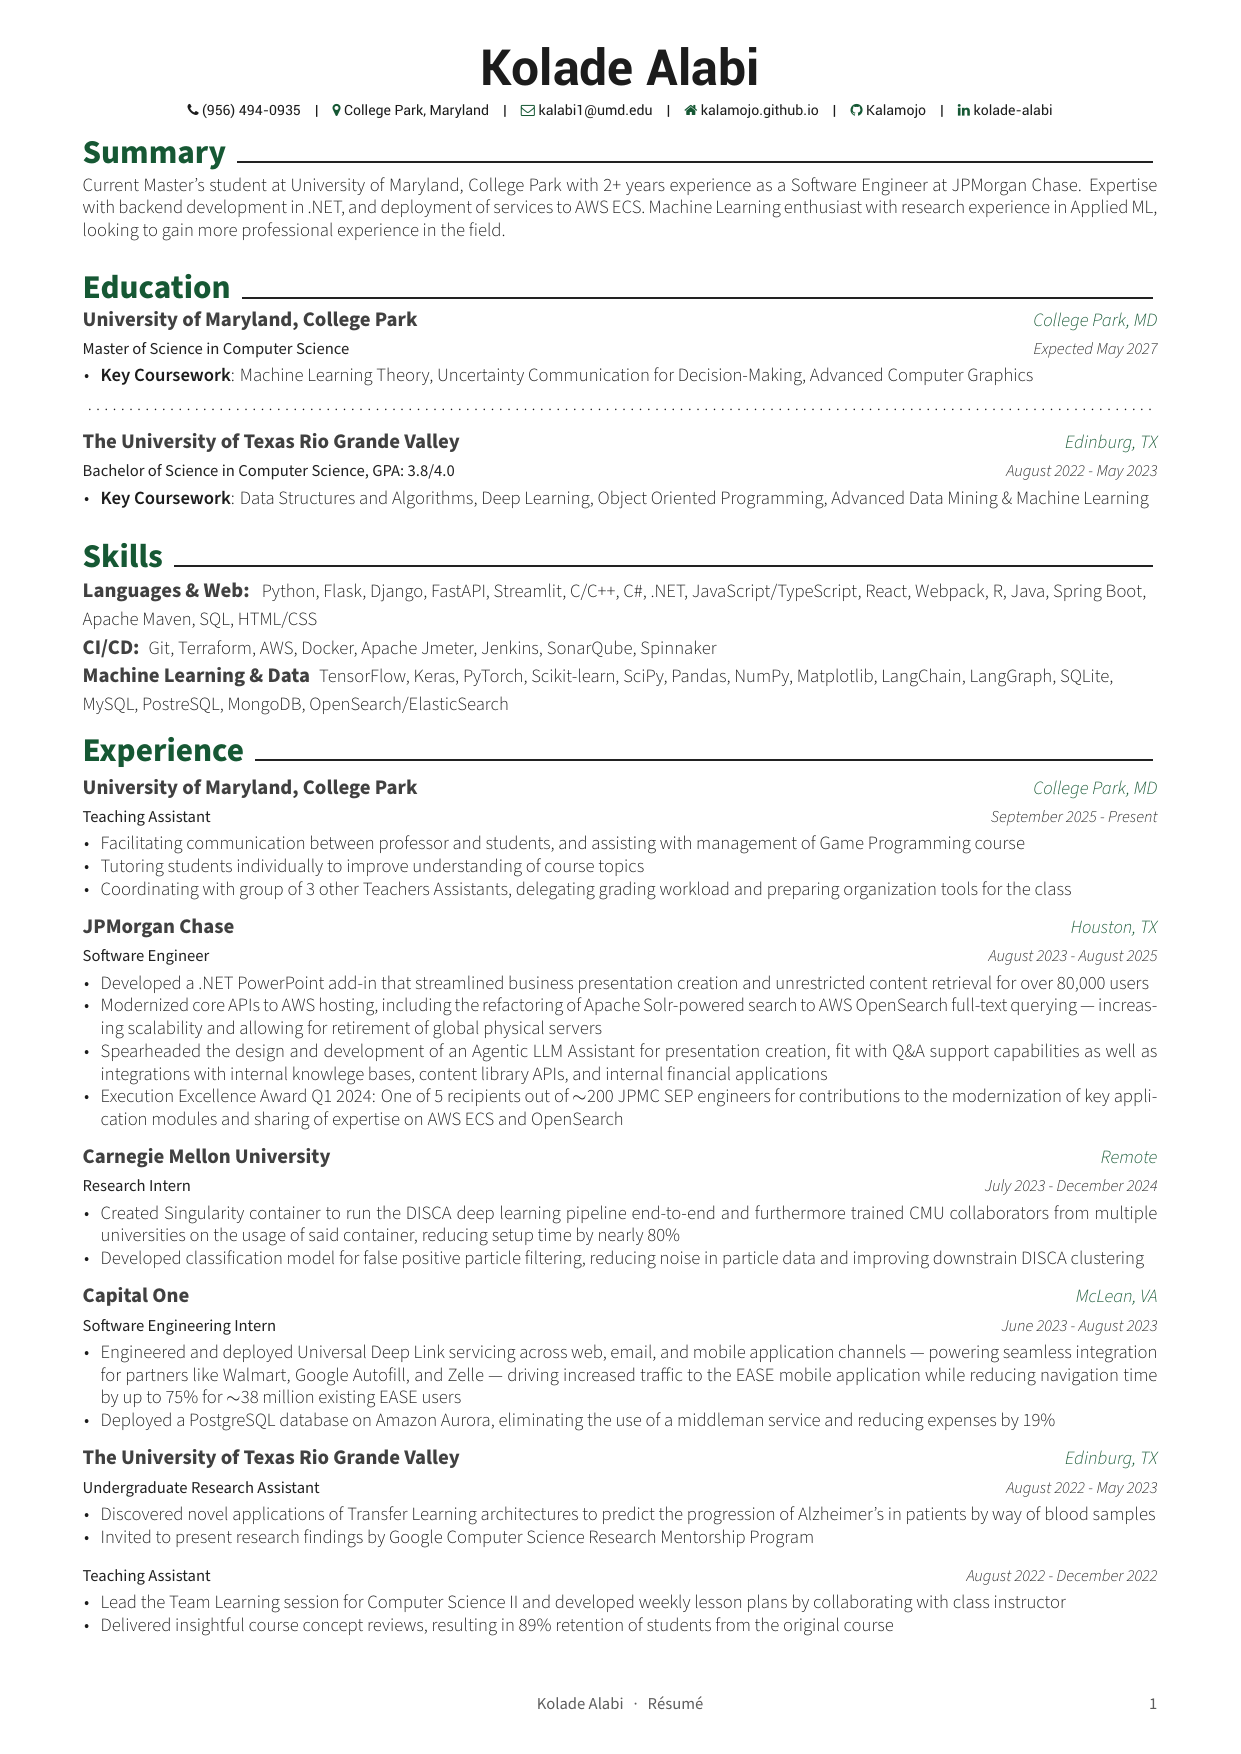 Kolade Alabi
(956) 494-0935 | College Park, Maryland | kalabi1@umd.edu | kalamojo.github.io | Kalamojo | kolade-alabi
Summary
Current Master's student at University of Maryland, College Park with 2+ years experience as a Software Engineer at JPMorgan Chase. Expertise
with backend development in .NET, and deployment of services to AWS ECS. Machine Learning enthusiast with research experience in Applied ML,
looking to gain more professional experience in the field.
Education
University of Maryland, College Park College Park, MD
Master of Science in Computer Science Expected May 2027
• Key Coursework: Machine Learning Theory, Uncertainty Communication for Decision-Making, Advanced Computer Graphics
The University of Texas Rio Grande Valley Edinburg, TX
Bachelor of Science in Computer Science, GPA: 3.8/4.0 August 2022 - May 2023
• Key Coursework: Data Structures and Algorithms, Deep Learning, Object Oriented Programming, Advanced Data Mining & Machine Learning
Skills
Languages & Web: Python, Flask, Django, FastAPI, Streamlit, C/C++, C#, .NET, JavaScript/TypeScript, React, Webpack, R, Java, Spring Boot,
Apache Maven, SQL, HTML/CSS
CI/CD: Git, Terraform, AWS, Docker, Apache Jmeter, Jenkins, SonarQube, Spinnaker
Machine Learning & Data TensorFlow, Keras, PyTorch, Scikit-learn, SciPy, Pandas, NumPy, Matplotlib, LangChain, LangGraph, SQLite,
MySQL, PostreSQL, MongoDB, OpenSearch/ElasticSearch
Experience
University of Maryland, College Park College Park, MD
Teaching Assistant September 2025 - Present
• Facilitating communication between professor and students, and assisting with management of Game Programming course
• Tutoring students individually to improve understanding of course topics
• Coordinating with group of 3 other Teachers Assistants, delegating grading workload and preparing organization tools for the class
JPMorgan Chase Houston, TX
Software Engineer August 2023 - August 2025
• Developed a .NET PowerPoint add-in that streamlined business presentation creation and unrestricted content retrieval for over 80,000 users
• Modernized core APIs to AWS hosting, including the refactoring of Apache Solr-powered search to AWS OpenSearch full-text querying — increas-
ing scalability and allowing for retirement of global physical servers
• Spearheaded the design and development of an Agentic LLM Assistant for presentation creation, fit with Q&A support capabilities as well as
integrations with internal knowlege bases, content library APIs, and internal financial applications
• Execution Excellence Award Q1 2024: One of 5 recipients out of ~200 JPMC SEP engineers for contributions to the modernization of key appli-
cation modules and sharing of expertise on AWS ECS and OpenSearch
Carnegie Mellon University Remote
Research Intern July 2023 - December 2024
• Created Singularity container to run the DISCA deep learning pipeline end-to-end and furthermore trained CMU collaborators from multiple
universities on the usage of said container, reducing setup time by nearly 80%
• Developed classification model for false positive particle filtering, reducing noise in particle data and improving downstrain DISCA clustering
Capital One McLean, VA
Software Engineering Intern June 2023 - August 2023
• Engineered and deployed Universal Deep Link servicing across web, email, and mobile application channels — powering seamless integration
for partners like Walmart, Google Autofill, and Zelle — driving increased traffic to the EASE mobile application while reducing navigation time
by up to 75% for ~38 million existing EASE users
• Deployed a PostgreSQL database on Amazon Aurora, eliminating the use of a middleman service and reducing expenses by 19%
The University of Texas Rio Grande Valley Edinburg, TX
Undergraduate Research Assistant August 2022 - May 2023
• Discovered novel applications of Transfer Learning architectures to predict the progression of Alzheimer's in patients by way of blood samples
• Invited to present research findings by Google Computer Science Research Mentorship Program
Teaching Assistant August 2022 - December 2022
• Lead the Team Learning session for Computer Science II and developed weekly lesson plans by collaborating with class instructor
• Delivered insightful course concept reviews, resulting in 89% retention of students from the original course
Kolade Alabi · Résumé 1